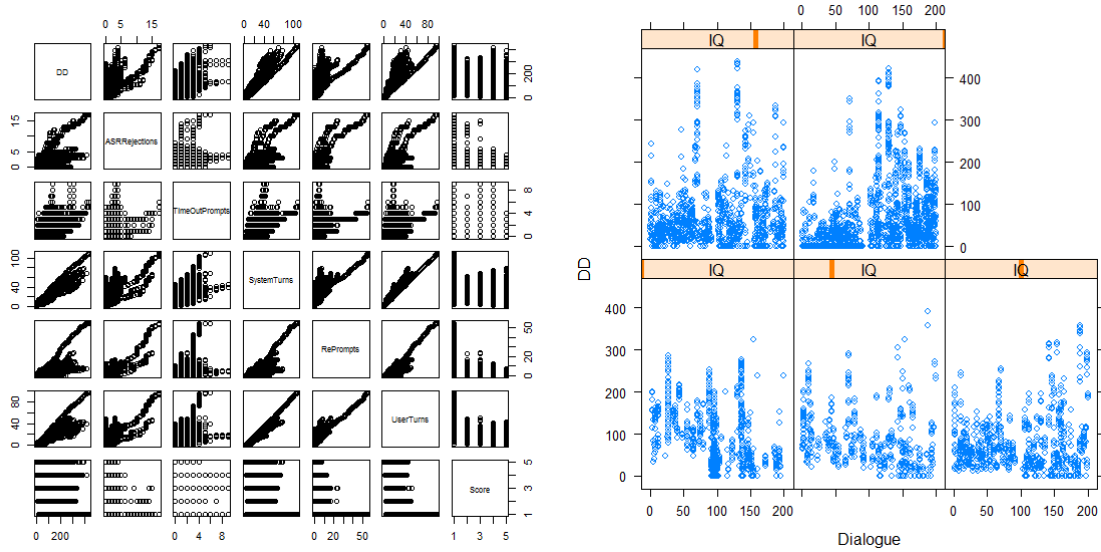 0 5 15 0 40 100 0 40 80
DD
0 200
0 5 15
ASRRejections
TimeOutPrompts
0 4 8
0 40 100
SystemTurns
RePrompts
0 20 50
0 40 80
UserTurns
Score
1 3 5
0 200 0 4 8 0 20 50 1 3 5
0 50 100 150 200
IQ IQ
400
300
200
100
0
IQ IQ IQ
DD
400
300
200
100
0
0 50 100 150 200 0 50 100 150 200
Dialogue